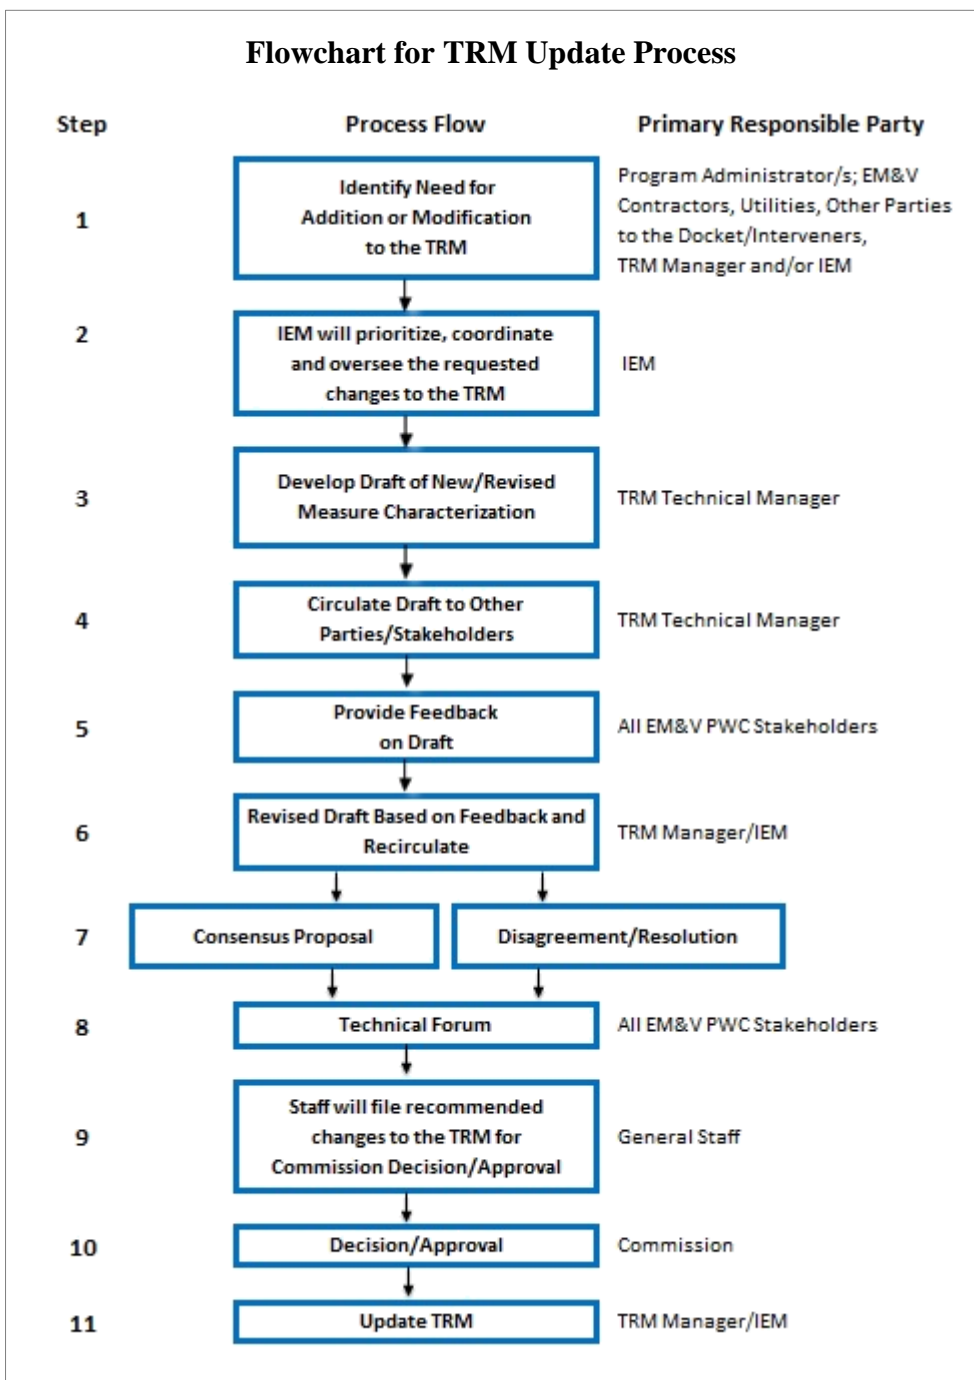 Flowchart for TRM Update Process
Step
Process Flow
Primary Responsible Party
1
Identify Need for
Addition or Modification
to the TRM
Program Administrator/s; EM&V
Contractors, Utilities, Other Parties
to the Docket/Interveners,
TRM Manager and/or IEM
2
IEM will prioritize, coordinate
and oversee the requested
changes to the TRM
IEM
3
Develop Draft of New/Revised
Measure Characterization
TRM Technical Manager
4
Circulate Draft to Other
Parties/Stakeholders
TRM Technical Manager
5
Provide Feedback
on Draft
All EM&V PWC Stakeholders
6
Revised Draft Based on Feedback and
Recirculate
TRM Manager/IEM
7
Consensus Proposal
Disagreement/Resolution
8
Technical Forum
All EM&V PWC Stakeholders
9
Staff will file recommended
changes to the TRM for
Commission Decision/Approval
General Staff
10
Decision/Approval
Commission
11
Update TRM
TRM Manager/IEM